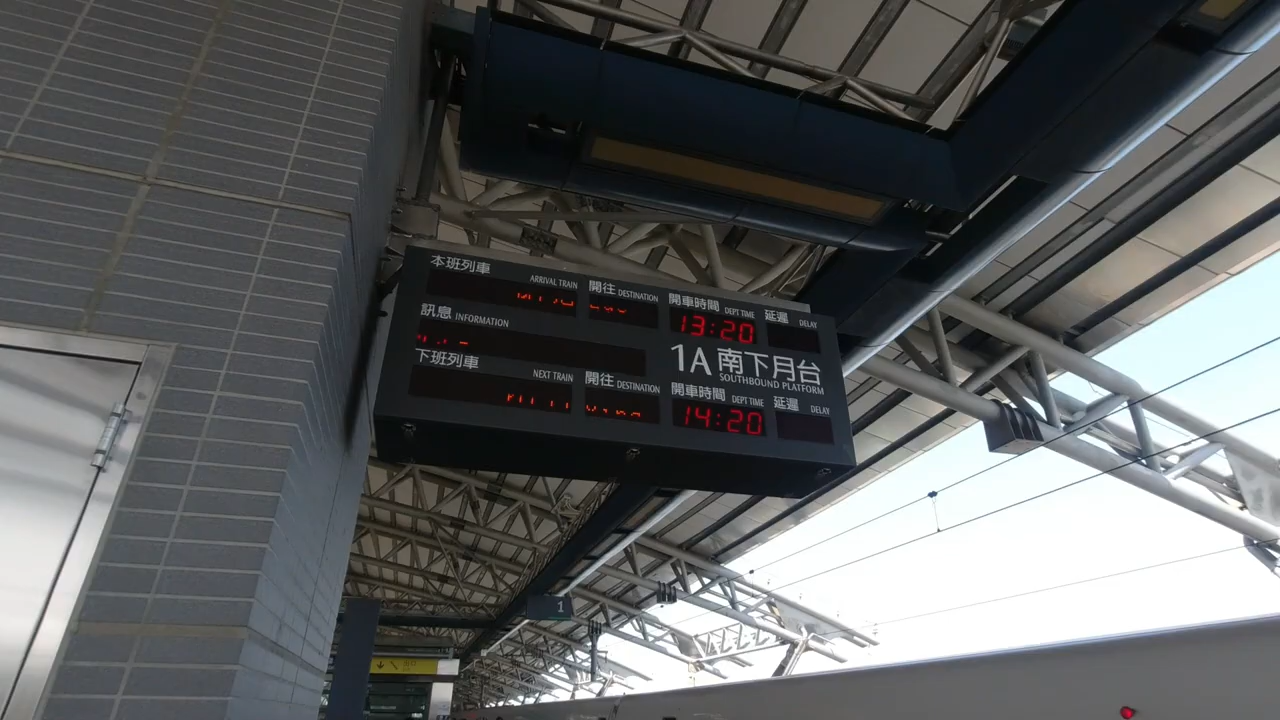 本班列車 ARRIVAL TRAIN 開往 DESTINATION 開車時間 DEPT TIME 延遲 DELAY
13:20
訊息 INFORMATION
1A 南下月台
SOUTHBOUND PLATFORM
下班列車 NEXT TRAIN 開往 DESTINATION 開車時間 DEPT TIME 延遲 DELAY
14:20
1